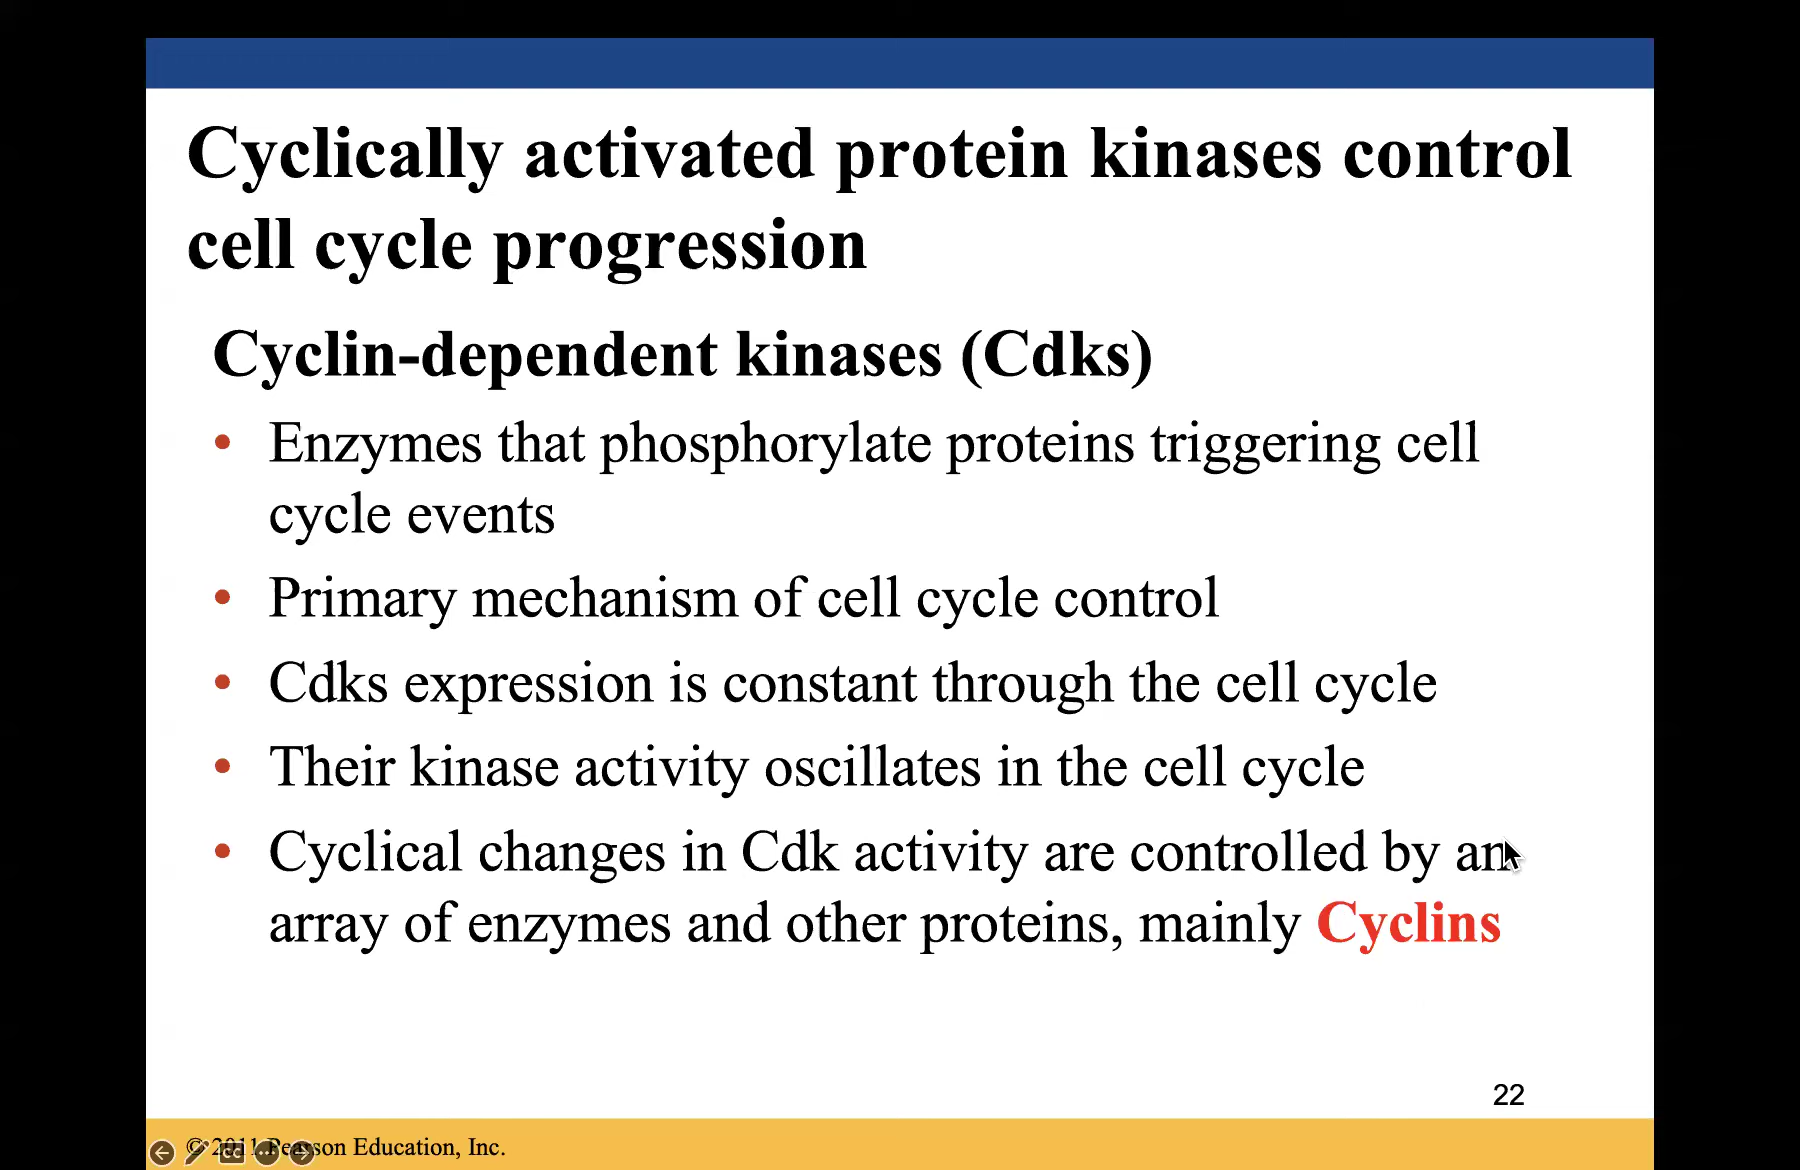 Cyclically activated protein kinases control
cell cycle progression
Cyclin-dependent kinases (Cdks)
• Enzymes that phosphorylate proteins triggering cell
cycle events
• Primary mechanism of cell cycle control
• Cdks expression is constant through the cell cycle
• Their kinase activity oscillates in the cell cycle
• Cyclical changes in Cdk activity are controlled by an
array of enzymes and other proteins, mainly Cyclins
22
© 2011 Pearson Education, Inc.